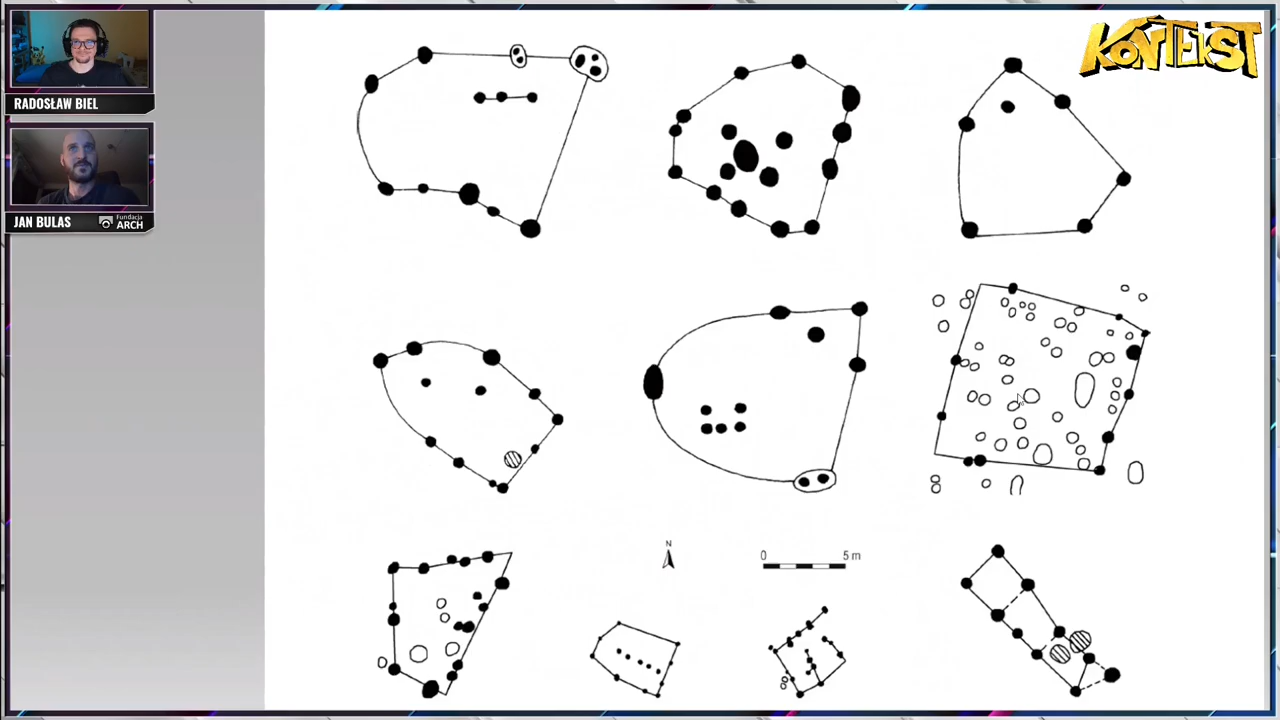 KONTEKST
RADOSŁAW BIEL
JAN BULAS
Fundacja
ARCH
N
0 5 m